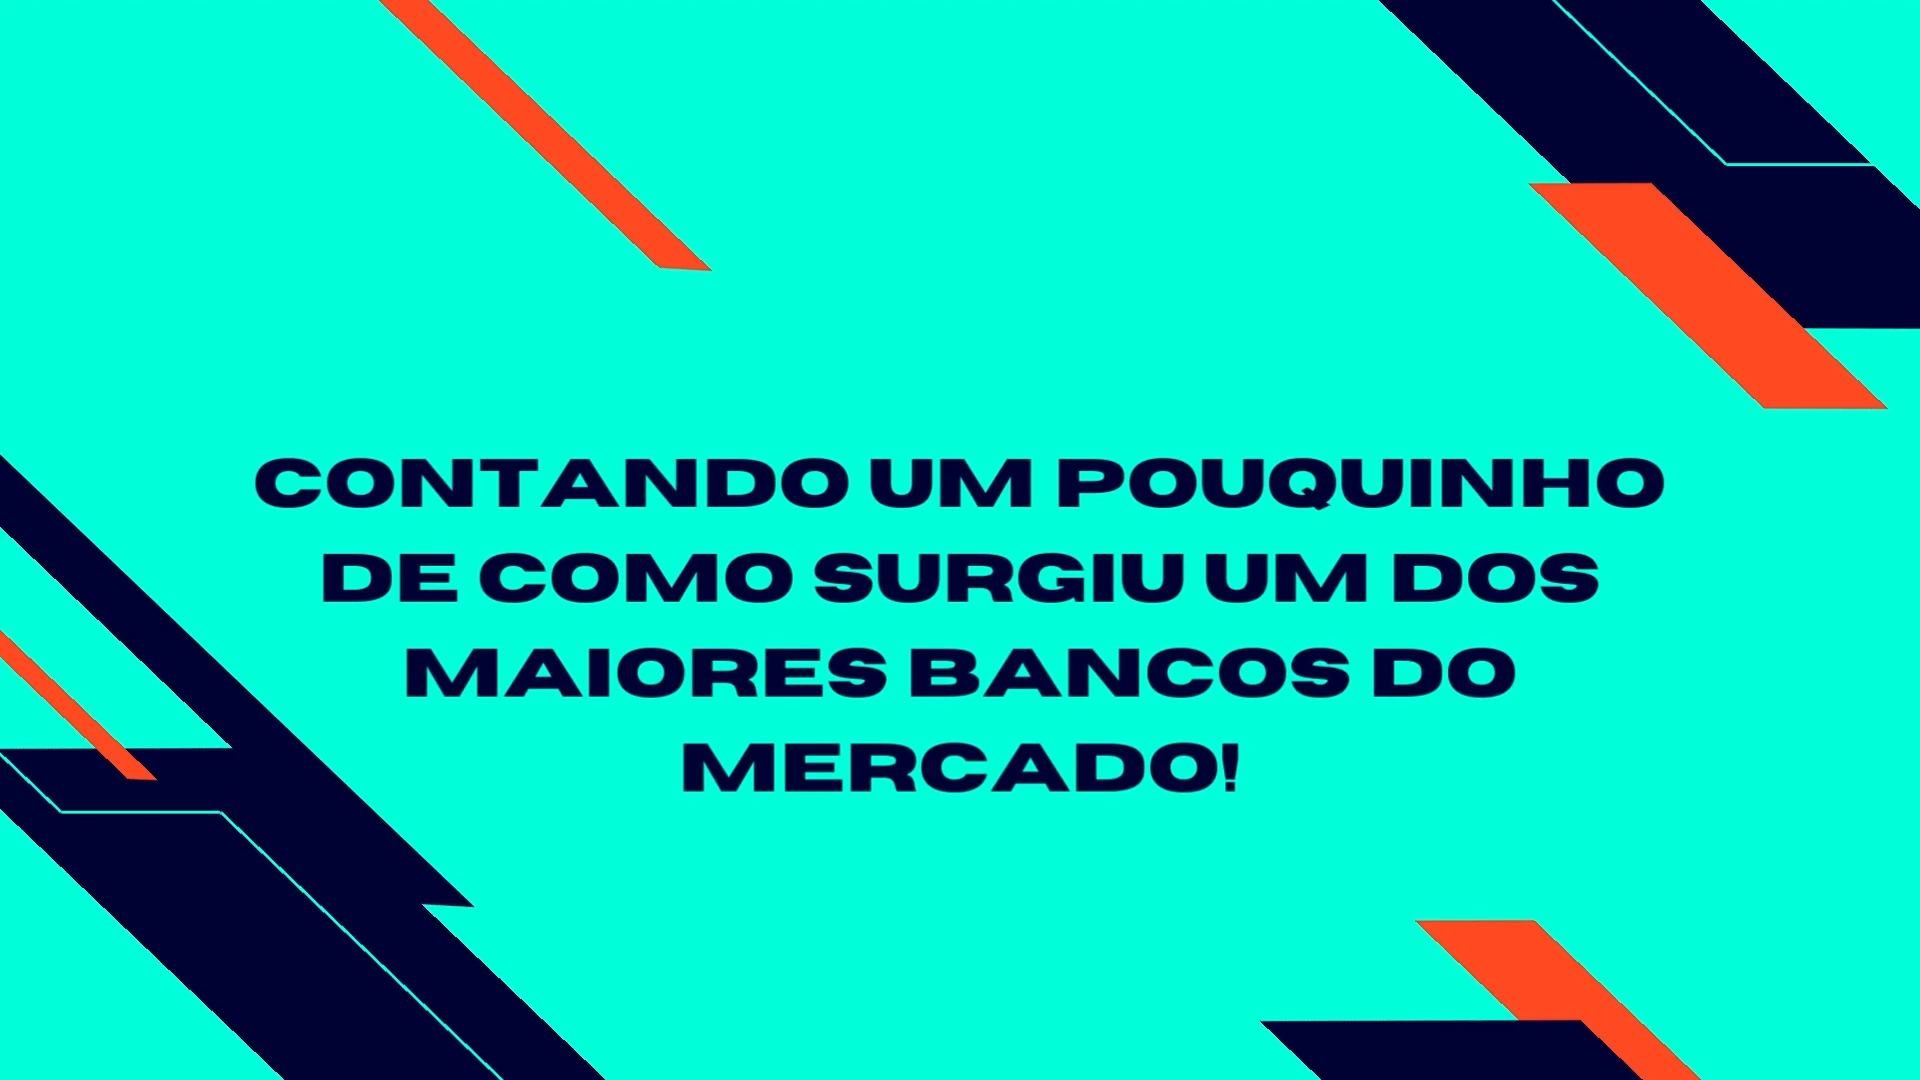 CONTANDO UM POUQUINHO
DE COMO SURGIU UM DOS
MAIORES BANCOS DO
MERCADO!